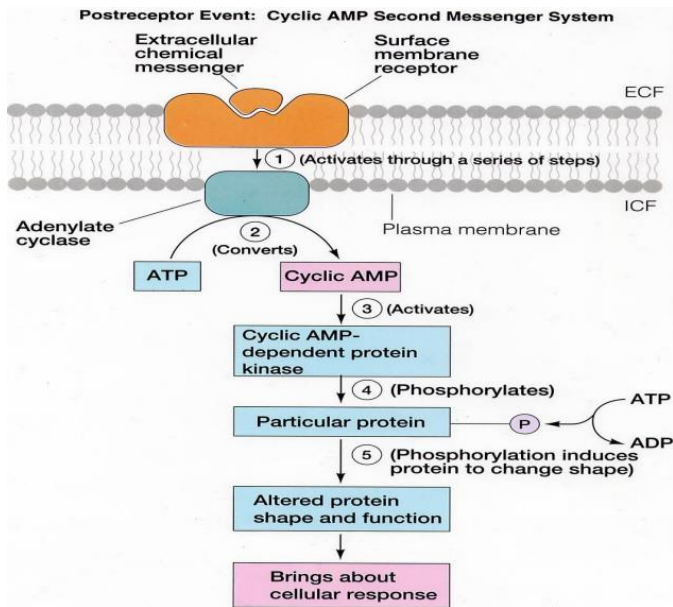 Postreceptor Event: Cyclic AMP Second Messenger System
Extracellular
chemical
messenger
Surface
membrane
receptor
ECF
1 (Activates through a series of steps)
ICF
Adenylate
cyclase
2
(Converts)
Plasma membrane
ATP
Cyclic AMP
3 (Activates)
Cyclic AMP-
dependent protein
kinase
4 (Phosphorylates)
Particular protein
P
ATP
ADP
5 (Phosphorylation induces
protein to change shape)
Altered protein
shape and function
Brings about
cellular response